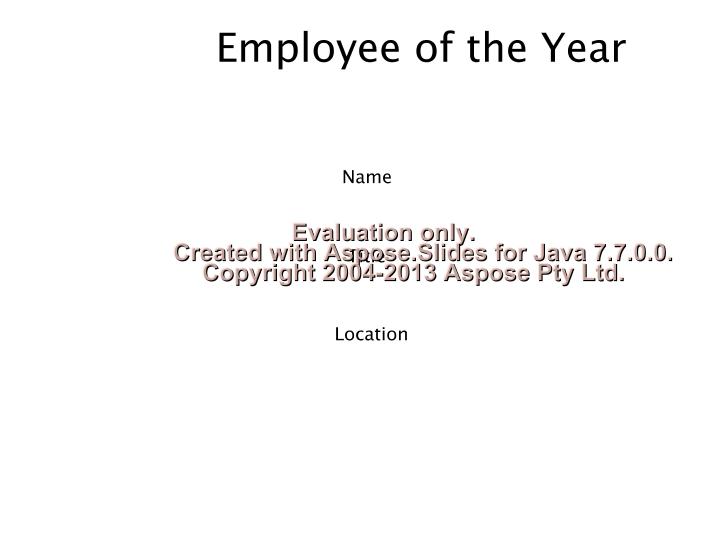 Employee of the Year
Name
Evaluation only.
Created with Aspose.Slides for Java 7.7.0.0.
Copyright 2004-2013 Aspose Pty Ltd.
Location